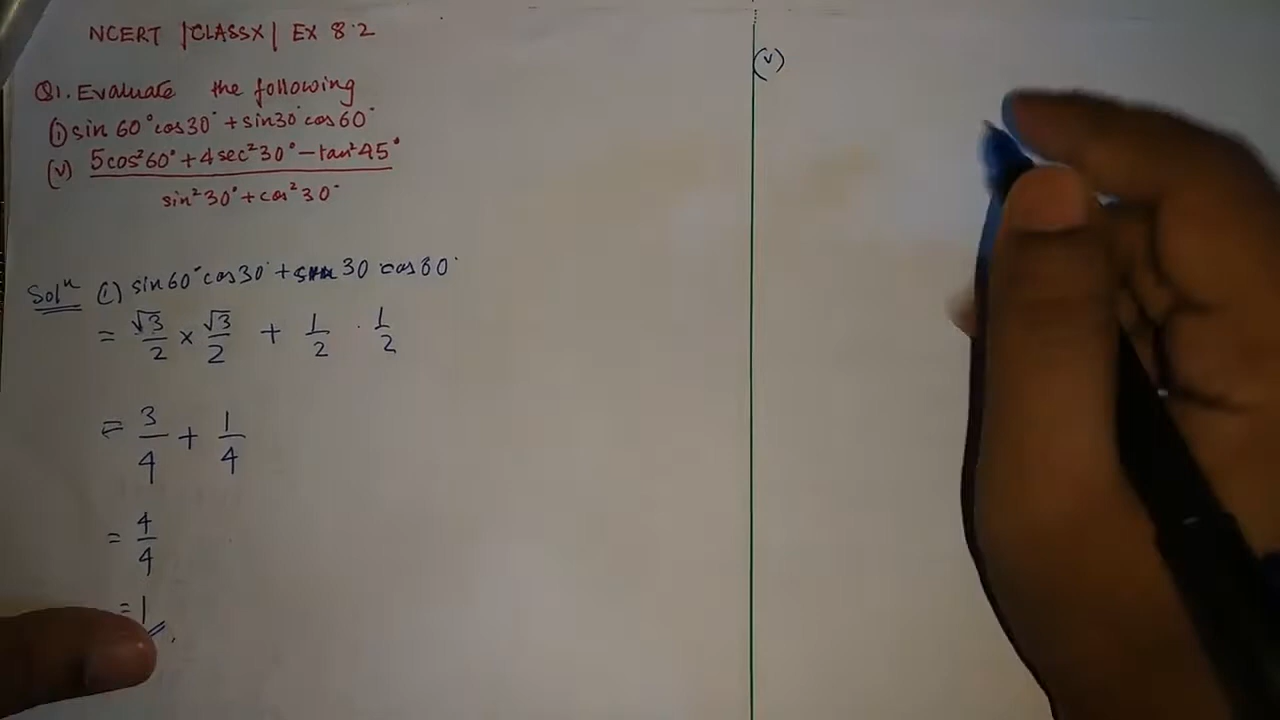 NCERT |CLASSX| EX 8.2
Q1. Evaluate the following
(i) sin 60° cos 30° + sin 30° cos 60°
(v) 5cos²60° + 4sec²30° − tan²45°
sin²30° + cos²30°
Solⁿ (i) sin 60° cos 30° + sin 30 cos 60°
= √3/2 × √3/2 + 1/2 · 1/2
= 3/4 + 1/4
= 4/4
= 1
(v)